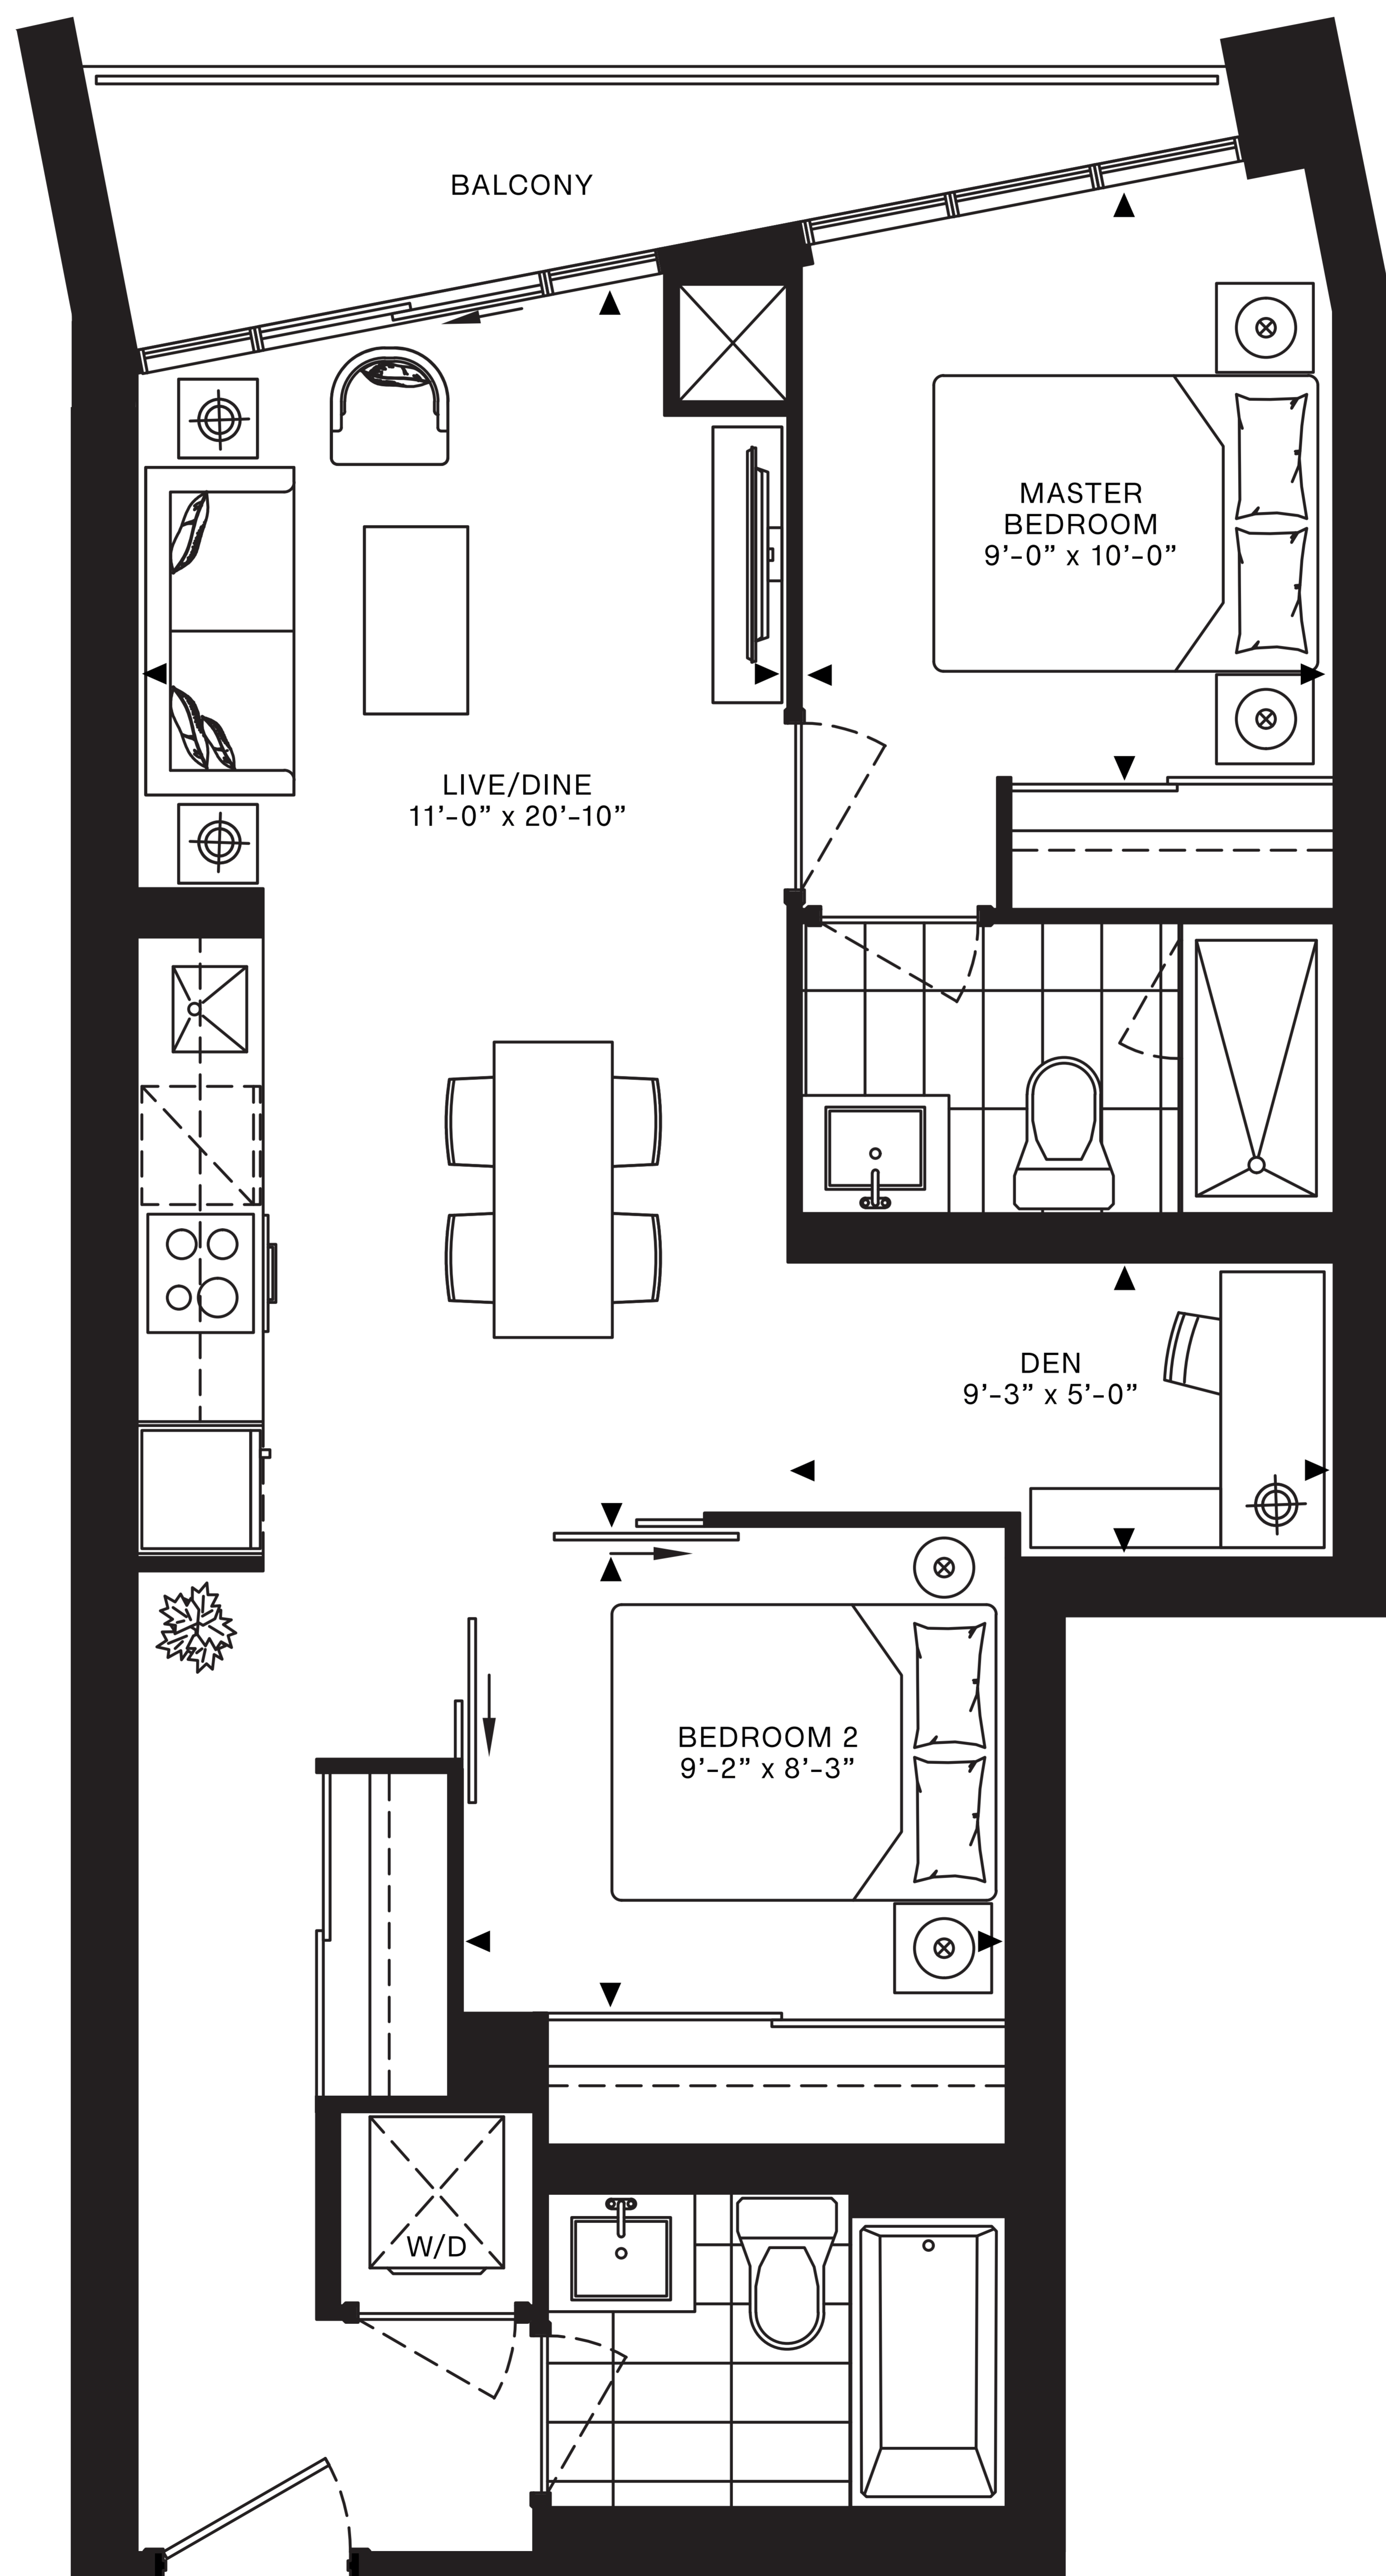 BALCONY
MASTER
BEDROOM
9’-0” x 10’-0”
LIVE/DINE
11’-0” x 20’-10”
DEN
9’-3” x 5’-0”
BEDROOM 2
9’-2” x 8’-3”
W/D